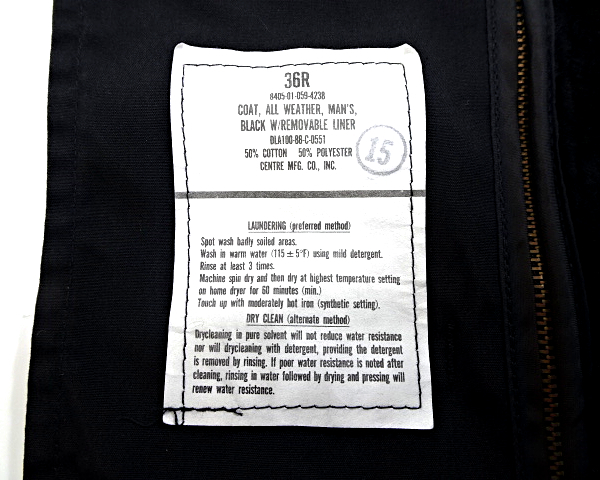 36R
8405-01-059-4238
COAT, ALL WEATHER, MAN'S,
BLACK W/REMOVABLE LINER
DLA100-88-C-0551
50% COTTON 50% POLYESTER
CENTRE MFG. CO., INC.
15
LAUNDERING (preferred method)
Spot wash badly soiled areas.
Wash in warm water (115 ± 5°F) using mild detergent.
Rinse at least 3 times.
Machine spin dry and then dry at highest temperature setting
on home dryer for 60 minutes (min.)
Touch up with moderately hot iron (synthetic setting).
DRY CLEAN (alternate method)
Drycleaning in pure solvent will not reduce water resistance
nor will drycleaning with detergent, providing the detergent
is removed by rinsing. If poor water resistance is noted after
cleaning, rinsing in water followed by drying and pressing will
renew water resistance.